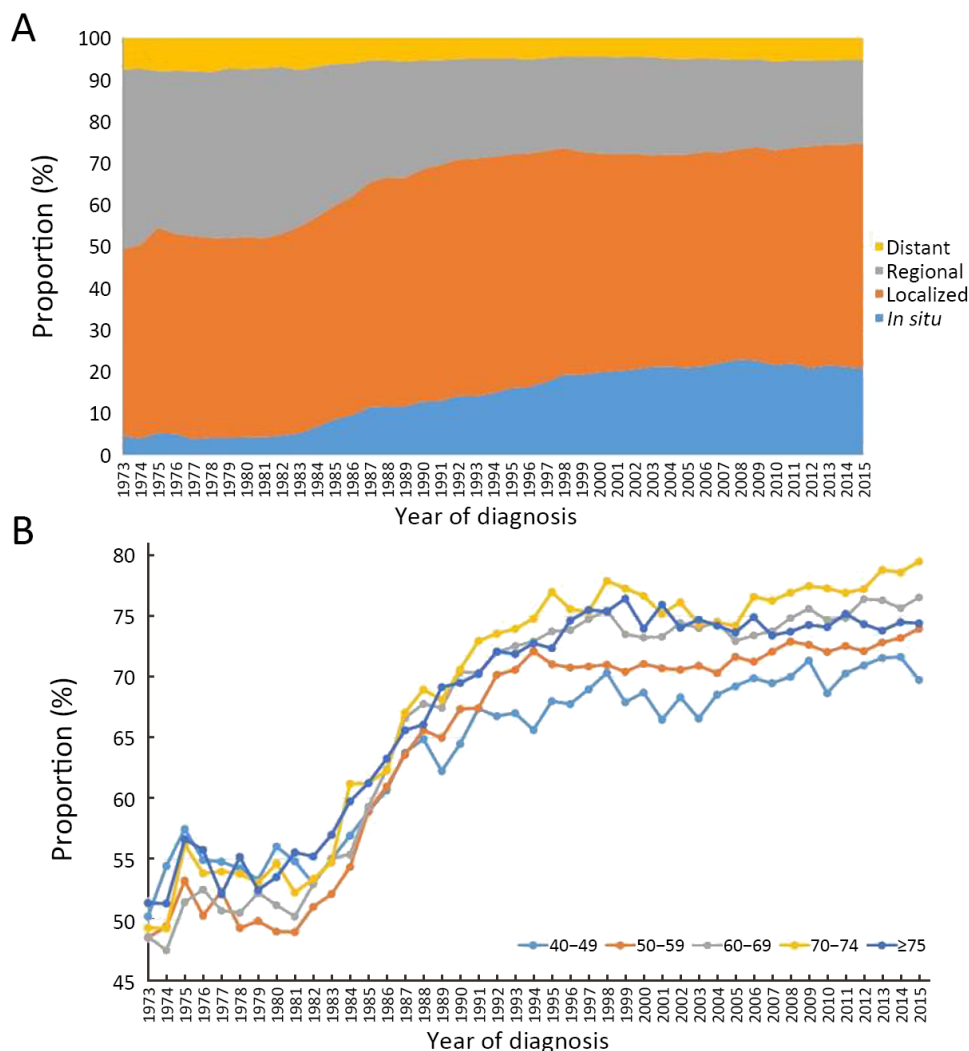 A
100
90
80
70
60
50
40
30
20
10
0
Proportion (%)
1973 1974 1975 1976 1977 1978 1979 1980 1981 1982 1983 1984 1985 1986 1987 1988 1989 1990 1991 1992 1993 1994 1995 1996 1997 1998 1999 2000 2001 2002 2003 2004 2005 2006 2007 2008 2009 2010 2011 2012 2013 2014 2015
Year of diagnosis
Distant
Regional
Localized
In situ
B
80
75
70
65
60
55
50
45
Proportion (%)
40–49 50–59 60–69 70–74 ≥75
1973 1974 1975 1976 1977 1978 1979 1980 1981 1982 1983 1984 1985 1986 1987 1988 1989 1990 1991 1992 1993 1994 1995 1996 1997 1998 1999 2000 2001 2002 2003 2004 2005 2006 2007 2008 2009 2010 2011 2012 2013 2014 2015
Year of diagnosis